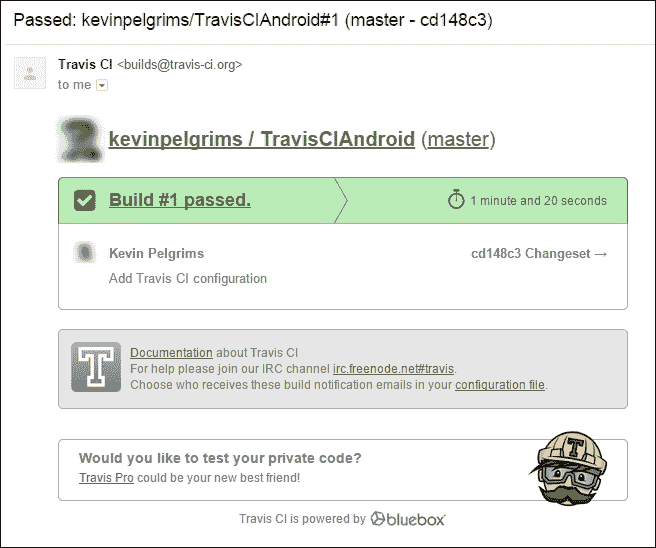 Passed: kevinpelgrims/TravisCIAndroid#1 (master - cd148c3)
Travis CI <builds@travis-ci.org>
to me
kevinpelgrims / TravisCIAndroid (master)
Build #1 passed.
1 minute and 20 seconds
Kevin Pelgrims
cd148c3 Changeset →
Add Travis CI configuration
T
Documentation about Travis CI
For help please join our IRC channel irc.freenode.net#travis.
Choose who receives these build notification emails in your configuration file.
Would you like to test your private code?
Travis Pro could be your new best friend!
T
Travis CI is powered by bluebox